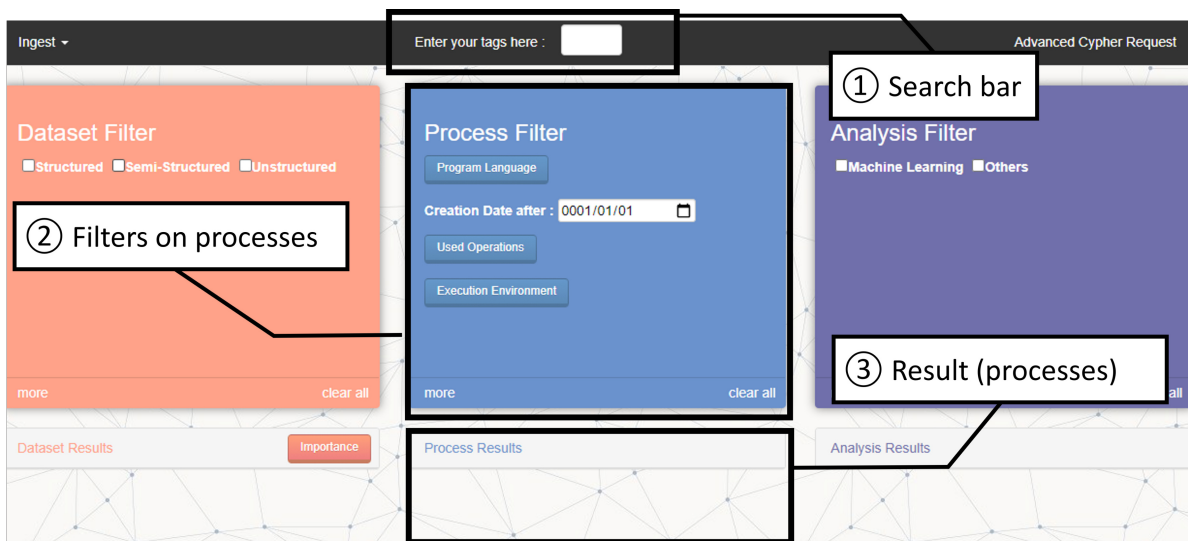 Ingest
Enter your tags here :
Advanced Cypher Request
① Search bar
Dataset Filter
Structured Semi-Structured Unstructured
② Filters on processes
more clear all
Process Filter
Program Language
Creation Date after : 0001/01/01
Used Operations
Execution Environment
more clear all
Analysis Filter
Machine Learning Others
③ Result (processes)
all
Dataset Results Importance
Process Results
Analysis Results